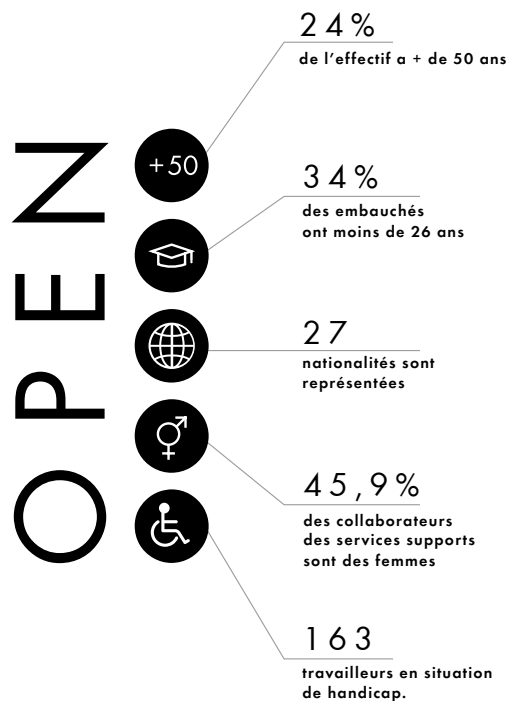 OPEN
+50
24%
de l'effectif a + de 50 ans
34%
des embauchés
ont moins de 26 ans
27
nationalités sont
représentées
45,9%
des collaborateurs
des services supports
sont des femmes
163
travailleurs en situation
de handicap.